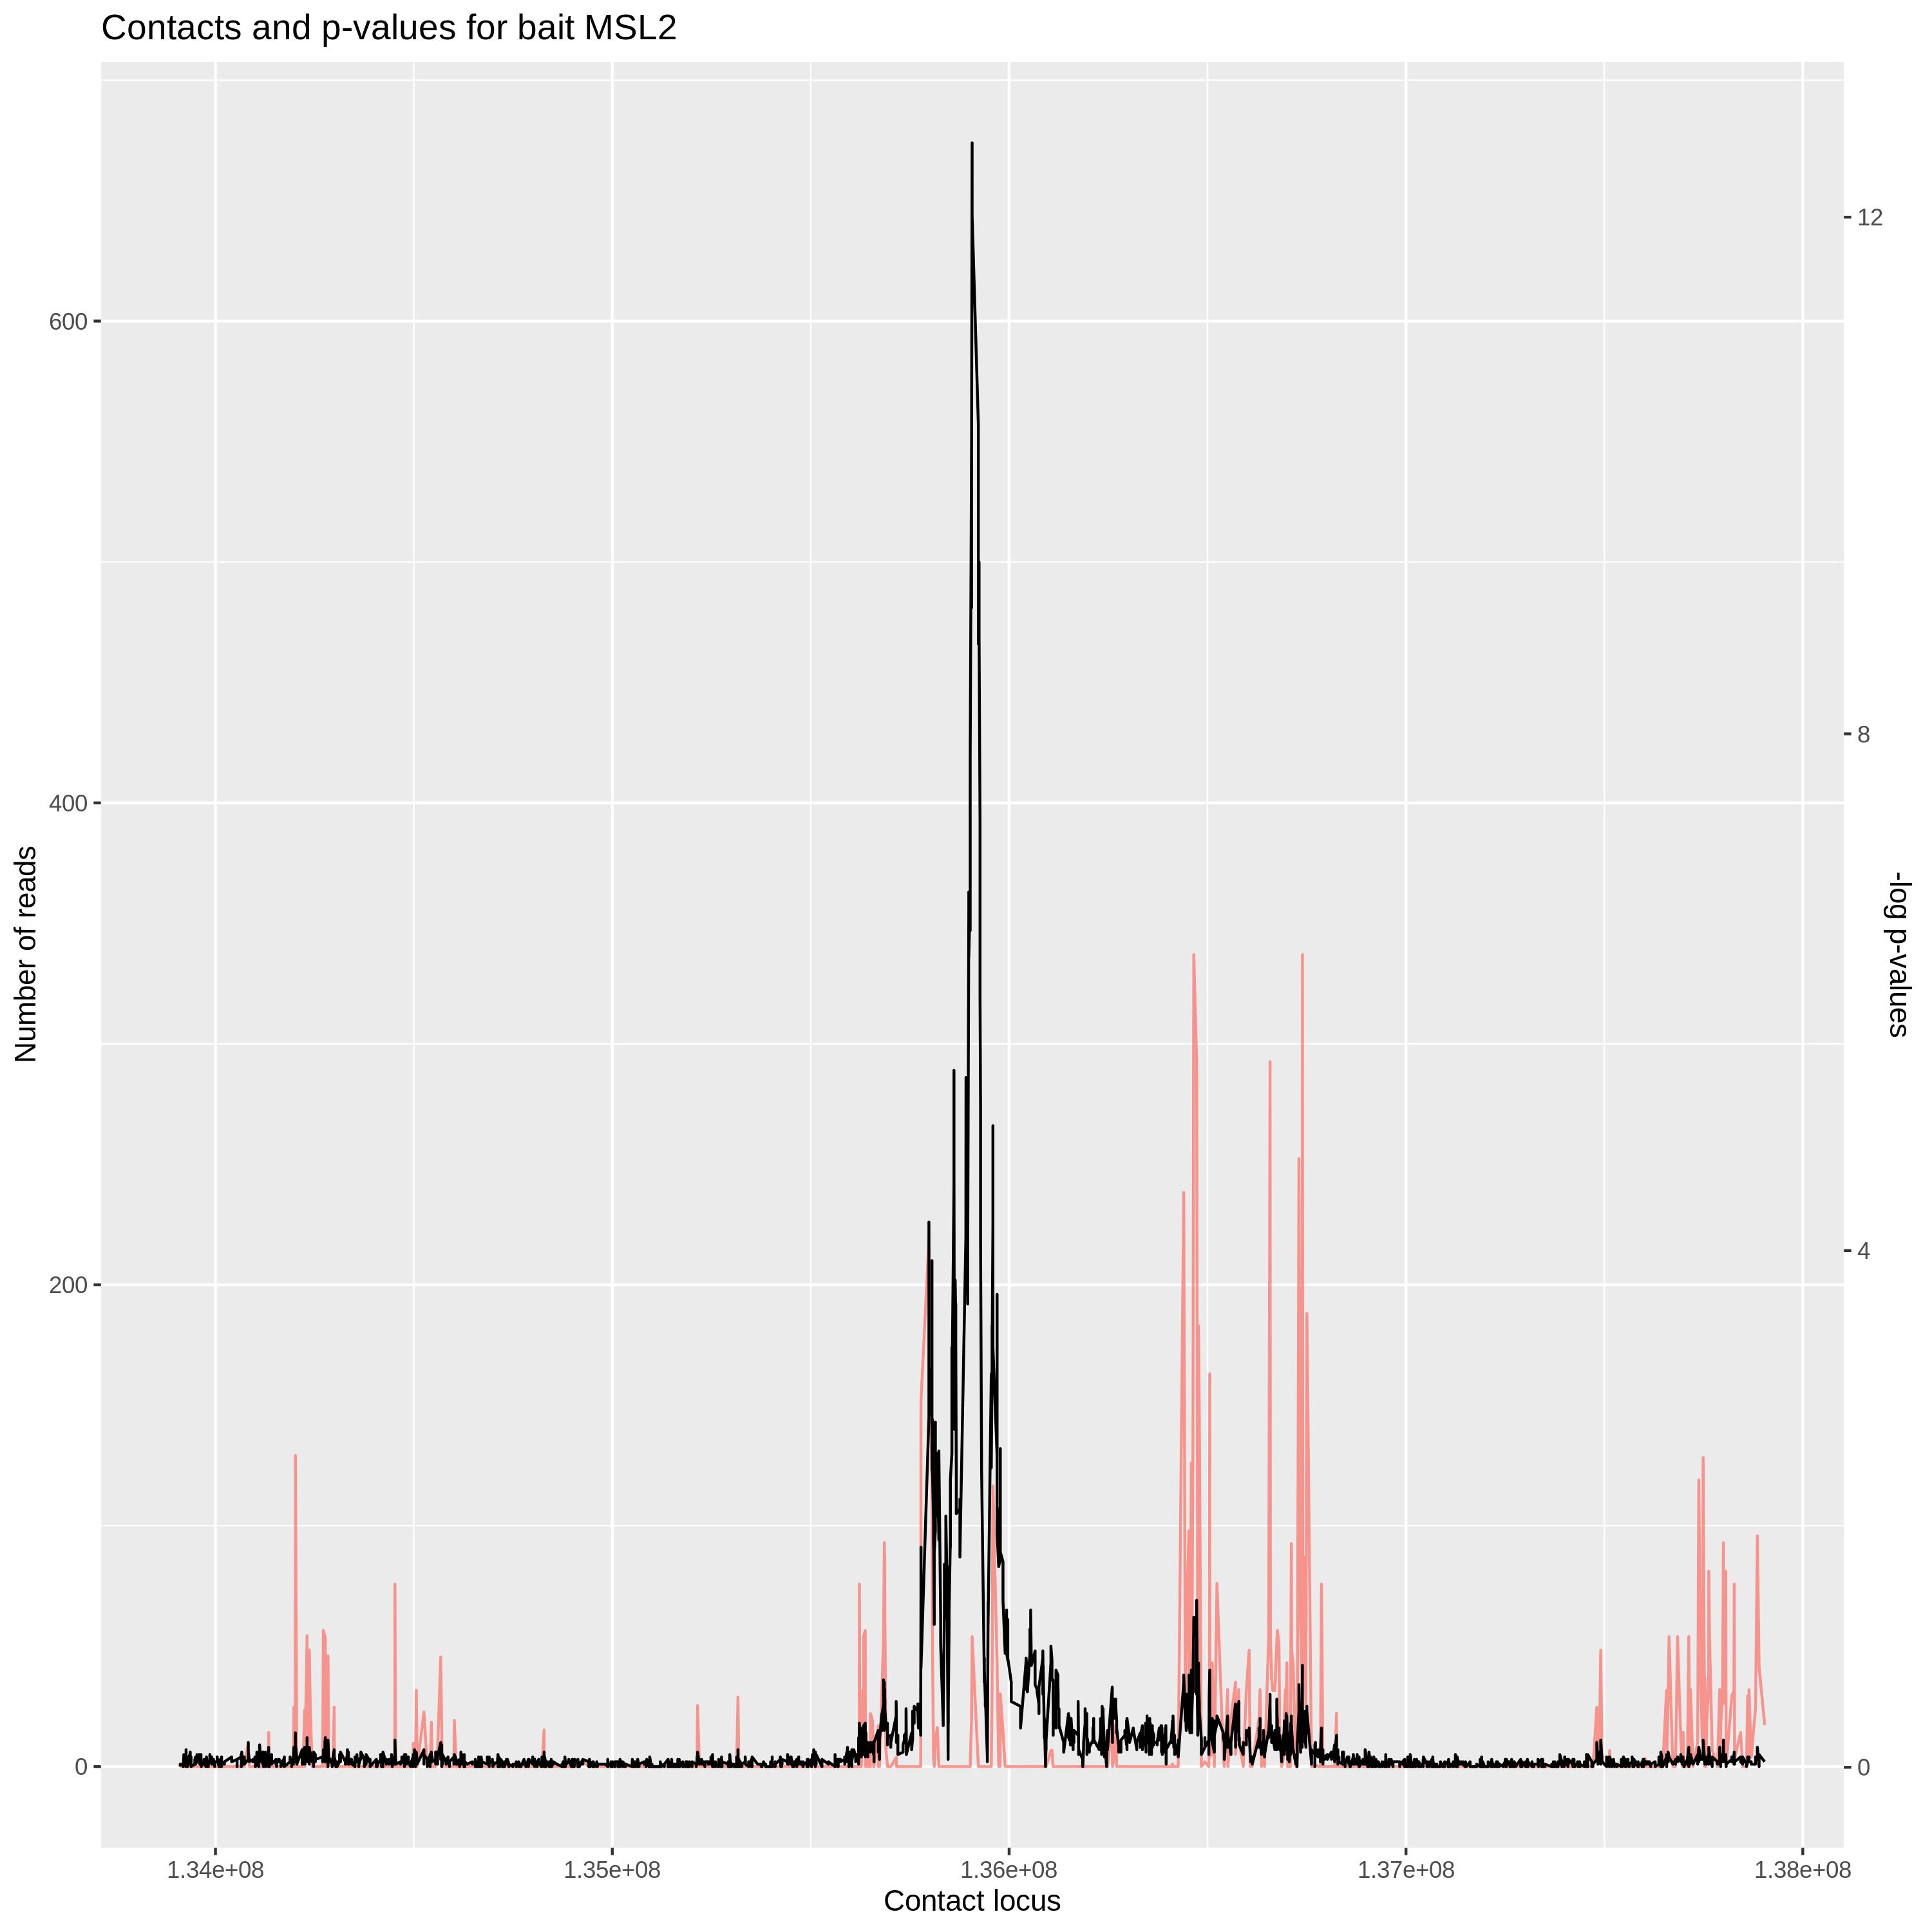 Contacts and p-values for bait MSL2
Number of reads
600
400
200
0
12
8
4
0
-log p-values
1.34e+08
1.35e+08
1.36e+08
1.37e+08
1.38e+08
Contact locus